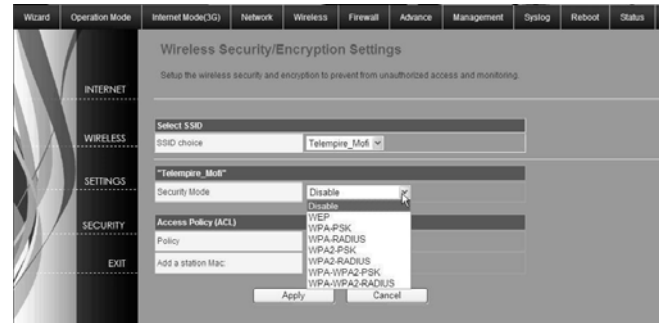 Wizard Operation Mode Internet Mode(3G) Network Wireless Firewall Advance Management Syslog Reboot Status
Wireless Security/Encryption Settings
Setup the wireless security and encryption to prevent from unauthorized access and monitoring.
INTERNET
WIRELESS
SETTINGS
SECURITY
EXIT
Select SSID
SSID choice Telempire_Mofi
"Telempire_Mofi"
Security Mode Disable
Disable
WEP
WPA-PSK
WPA-RADIUS
WPA2-PSK
WPA2-RADIUS
WPA-WPA2-PSK
WPA-WPA2-RADIUS
Access Policy (ACL)
Policy
Add a station Mac:
Apply Cancel